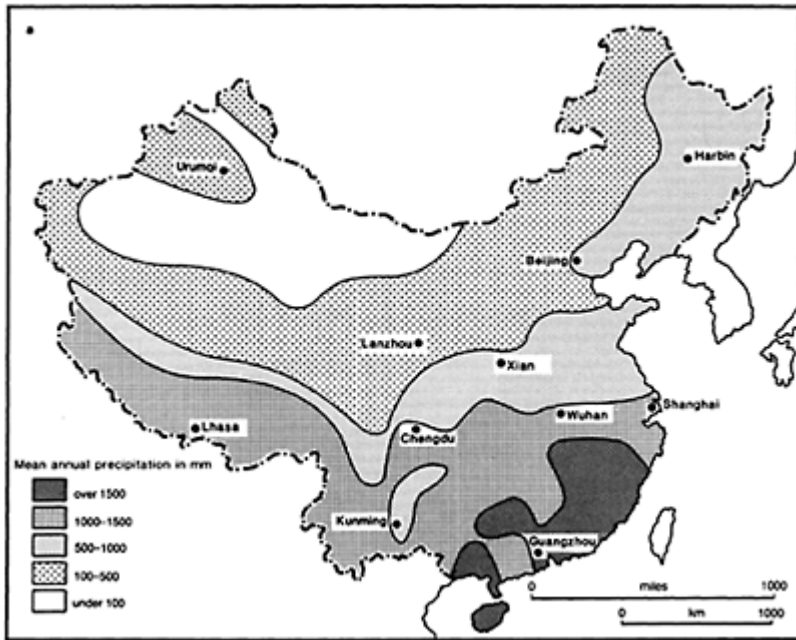 a
Urumqi
Harbin
Beijing
Lanzhou
Xian
Shanghai
Wuhan
Chengdu
Lhasa
Kunming
Guangzhou
Mean annual precipitation in mm
over 1500
1000-1500
500-1000
100-500
under 100
0 1000
miles
0 1000
km